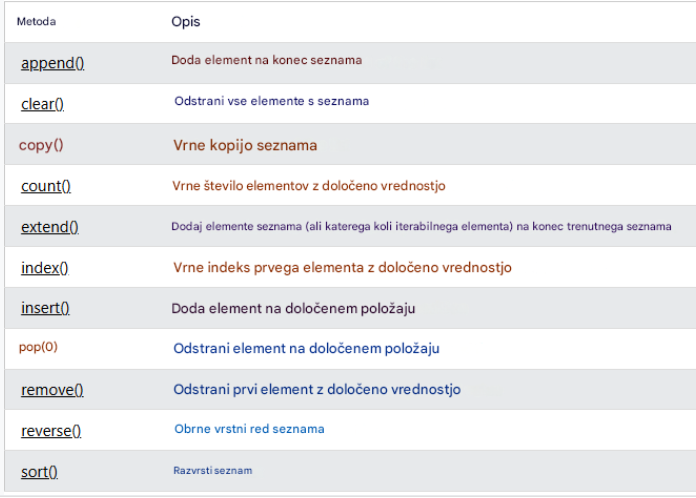 Metoda Opis
append() Doda element na konec seznama
clear() Odstrani vse elemente s seznama
copy() Vrne kopijo seznama
count() Vrne število elementov z določeno vrednostjo
extend() Dodaj elemente seznama (ali katerega koli iterabilnega elementa) na konec trenutnega seznama
index() Vrne indeks prvega elementa z določeno vrednostjo
insert() Doda element na določenem položaju
pop(0) Odstrani element na določenem položaju
remove() Odstrani prvi element z določeno vrednostjo
reverse() Obrne vrstni red seznama
sort() Razvrsti seznam